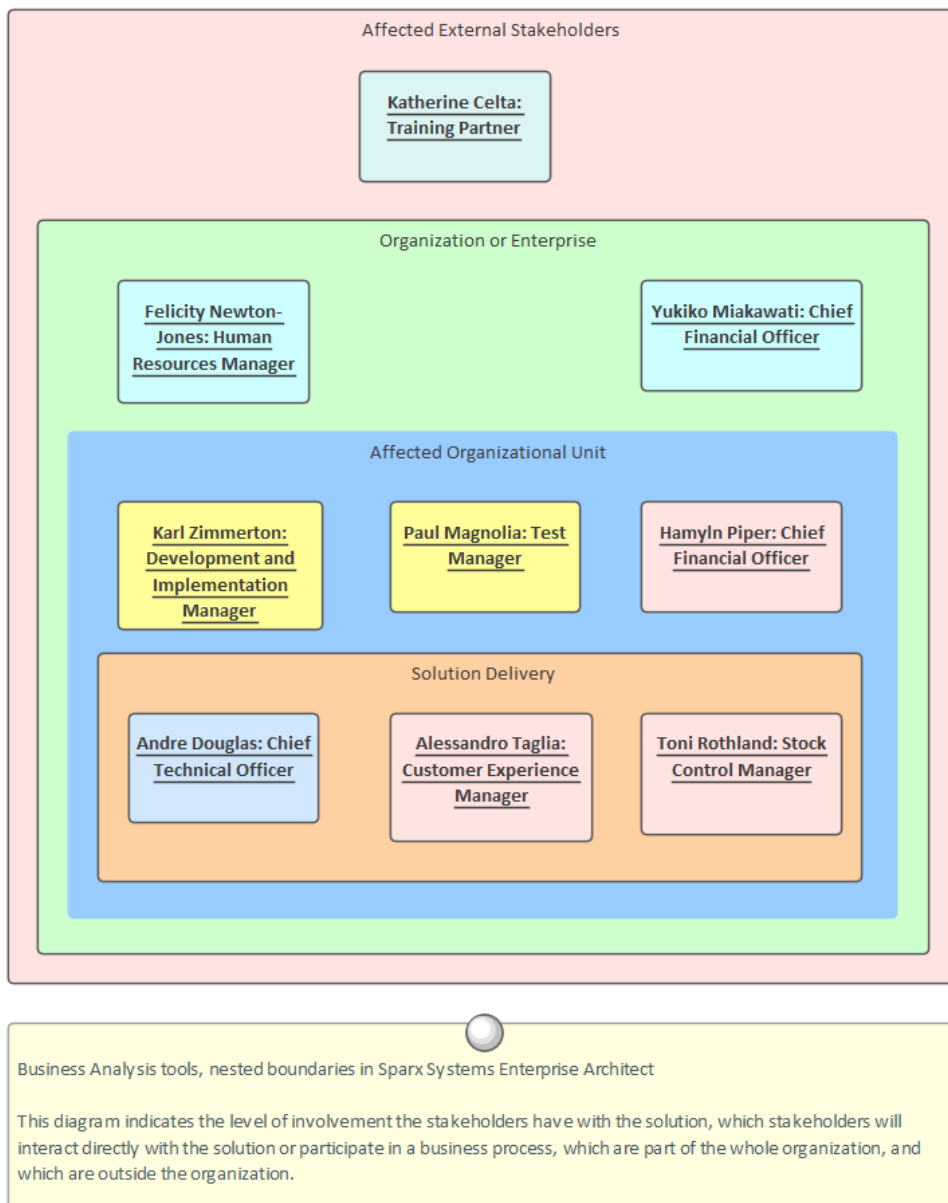 Affected External Stakeholders
Katherine Celta:
Training Partner
Organization or Enterprise
Felicity Newton-
Jones: Human
Resources Manager
Yukiko Miakawati: Chief
Financial Officer
Affected Organizational Unit
Karl Zimmerton:
Development and
Implementation
Manager
Paul Magnolia: Test
Manager
Hamyln Piper: Chief
Financial Officer
Solution Delivery
Andre Douglas: Chief
Technical Officer
Alessandro Taglia:
Customer Experience
Manager
Toni Rothland: Stock
Control Manager
Business Analysis tools, nested boundaries in Sparx Systems Enterprise Architect
This diagram indicates the level of involvement the stakeholders have with the solution, which stakeholders will
interact directly with the solution or participate in a business process, which are part of the whole organization, and
which are outside the organization.